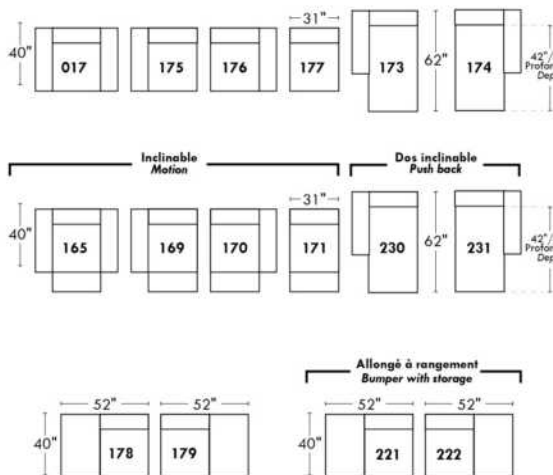 31"
40" 017 175 176 177 173 62" 174 42"/
Profon
Dep
Inclinable
Motion
Dos inclinable
Push back
31"
40" 165 169 170 171 230 62" 231 42"/
Profon
Dep
Allongé à rangement
Bumper with storage
52" 52" 52" 52"
40" 178 179 40" 221 222